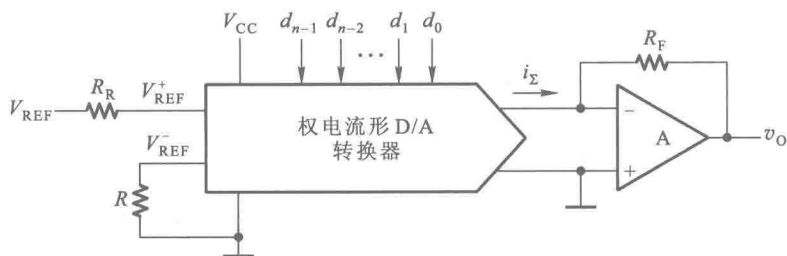 V_CC d_{n-1} d_{n-2} ··· d_1 d_0
R_F
i_Σ
V_REF R_R V_REF^+
权电流形 D/A
转换器
− A v_O
V_REF^-
+
R